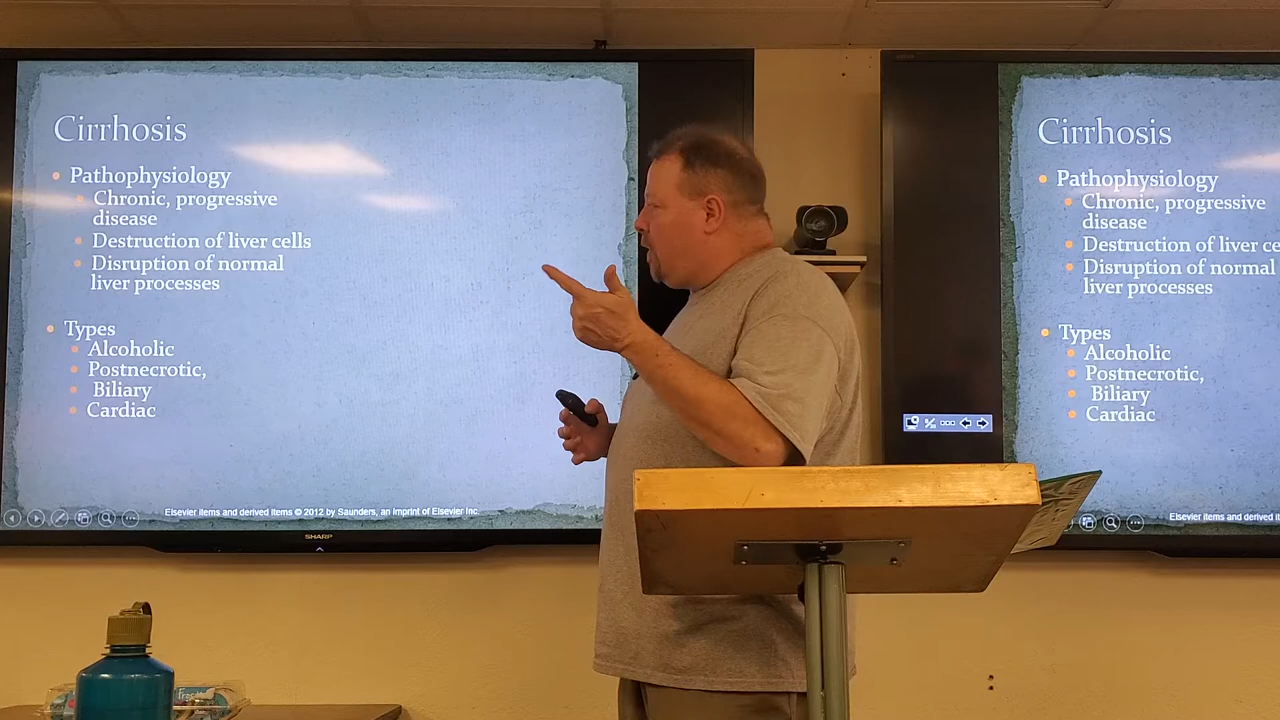 Cirrhosis
Pathophysiology
Chronic, progressive
disease
Destruction of liver cells
Disruption of normal
liver processes
Types
Alcoholic
Postnecrotic,
Biliary
Cardiac
Elsevier items and derived items © 2012 by Saunders, an imprint of Elsevier Inc.
SHARP
Cirrhosis
Pathophysiology
Chronic, progressive
disease
Destruction of liver ce
Disruption of normal
liver processes
Types
Alcoholic
Postnecrotic,
Biliary
Cardiac
Elsevier items and derived it